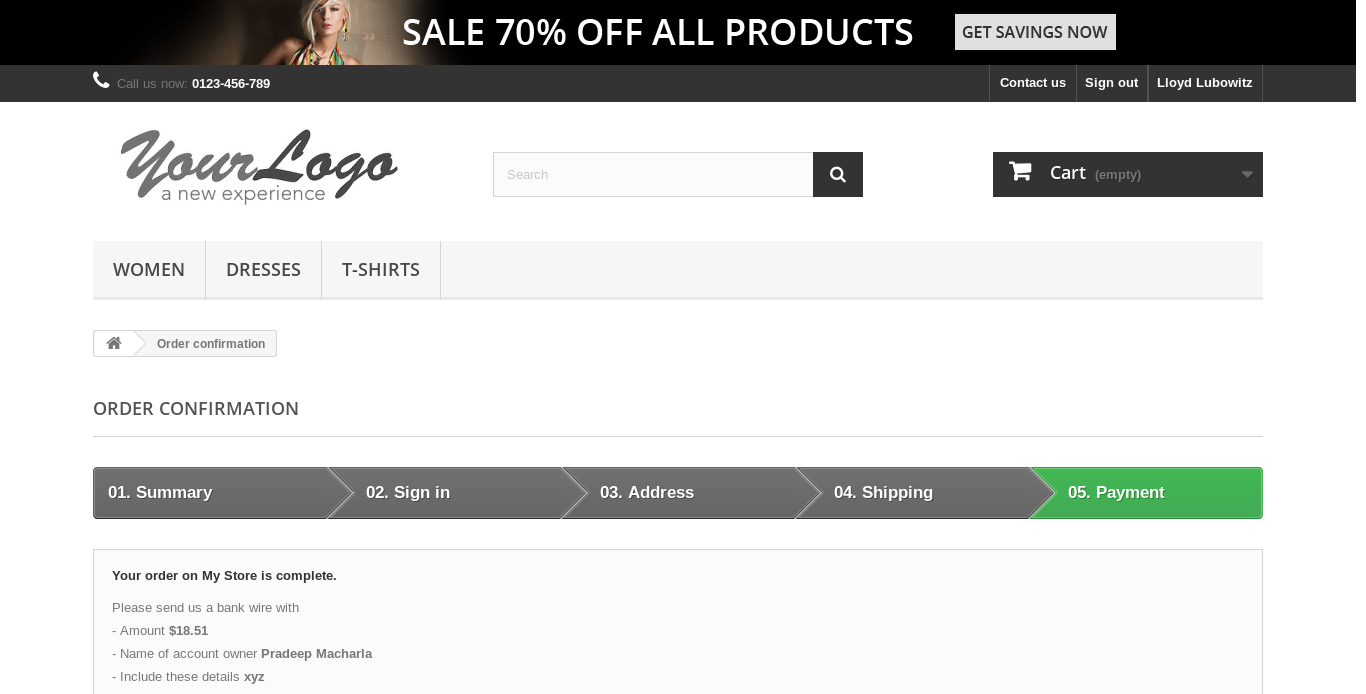 SALE 70% OFF ALL PRODUCTS GET SAVINGS NOW
Call us now: 0123-456-789 Contact us Sign out Lloyd Lubowitz
Your Logo
a new experience
Search
Cart (empty)
WOMEN DRESSES T-SHIRTS
Order confirmation
ORDER CONFIRMATION
01. Summary 02. Sign in 03. Address 04. Shipping 05. Payment
Your order on My Store is complete.
Please send us a bank wire with
- Amount $18.51
- Name of account owner Pradeep Macharla
- Include these details xyz